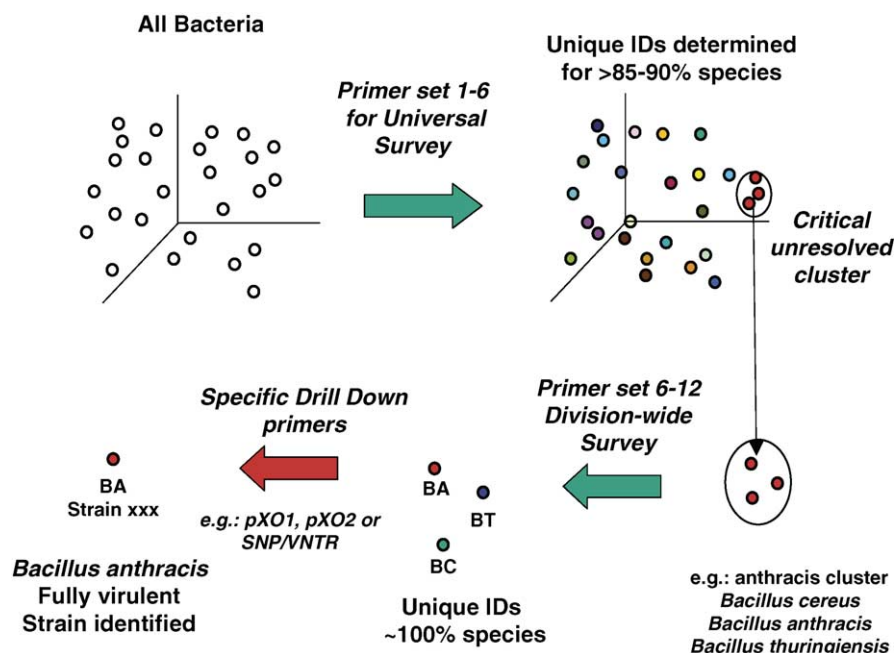 All Bacteria
Primer set 1-6
for Universal
Survey
Unique IDs determined
for >85-90% species
Critical
unresolved
cluster
Primer set 6-12
Division-wide
Survey
e.g.: anthracis cluster
Bacillus cereus
Bacillus anthracis
Bacillus thuringiensis
BA
BT
BC
Unique IDs
~100% species
Specific Drill Down
primers
e.g.: pXO1, pXO2 or
SNP/VNTR
BA
Strain xxx
Bacillus anthracis
Fully virulent
Strain identified